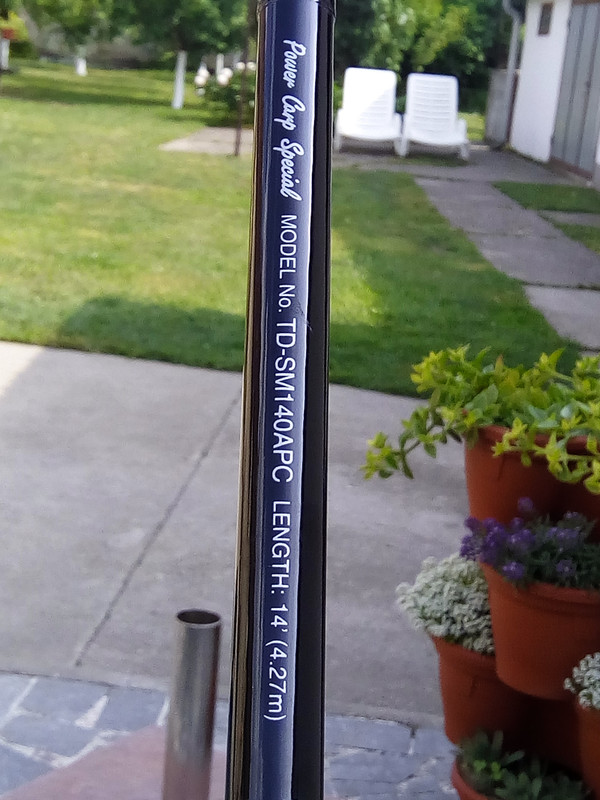 Power Carp Special MODEL No. TD-SM140APC LENGTH: 14' (4.27m)